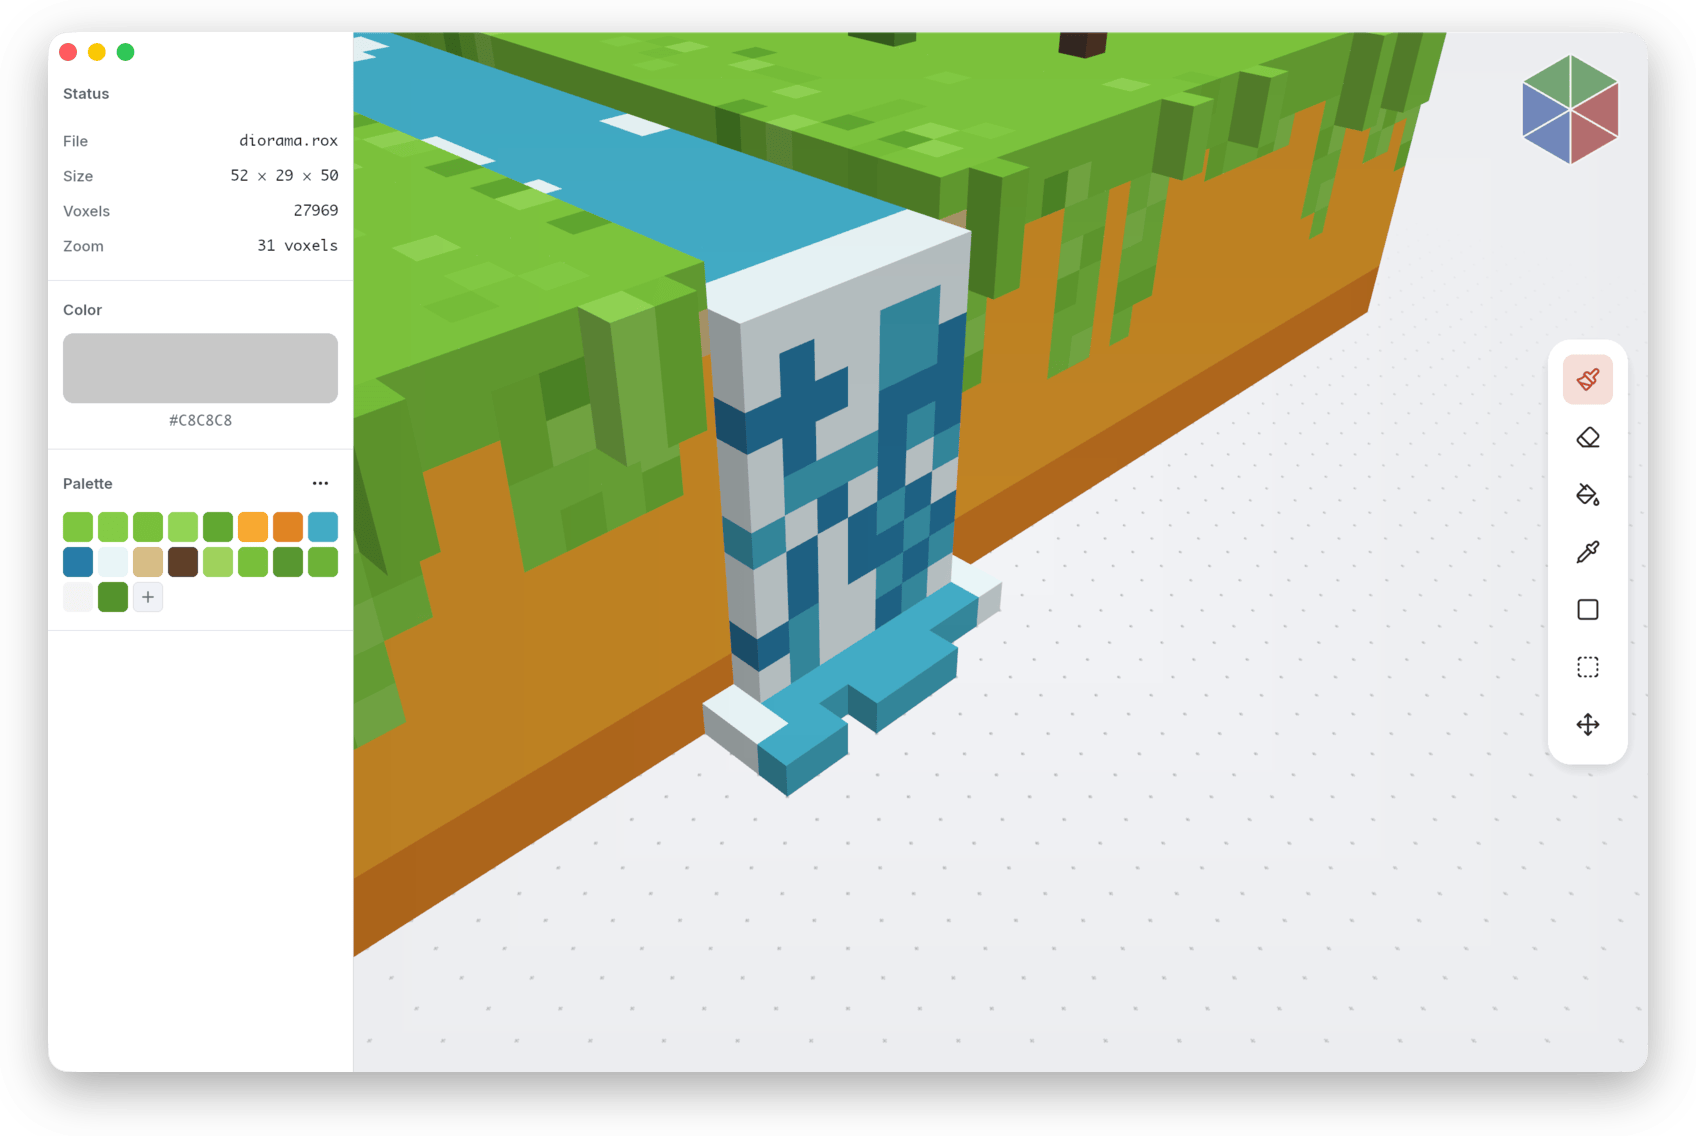 Status
File diorama.rox
Size 52 × 29 × 50
Voxels 27969
Zoom 31 voxels
Color
#C8C8C8
Palette